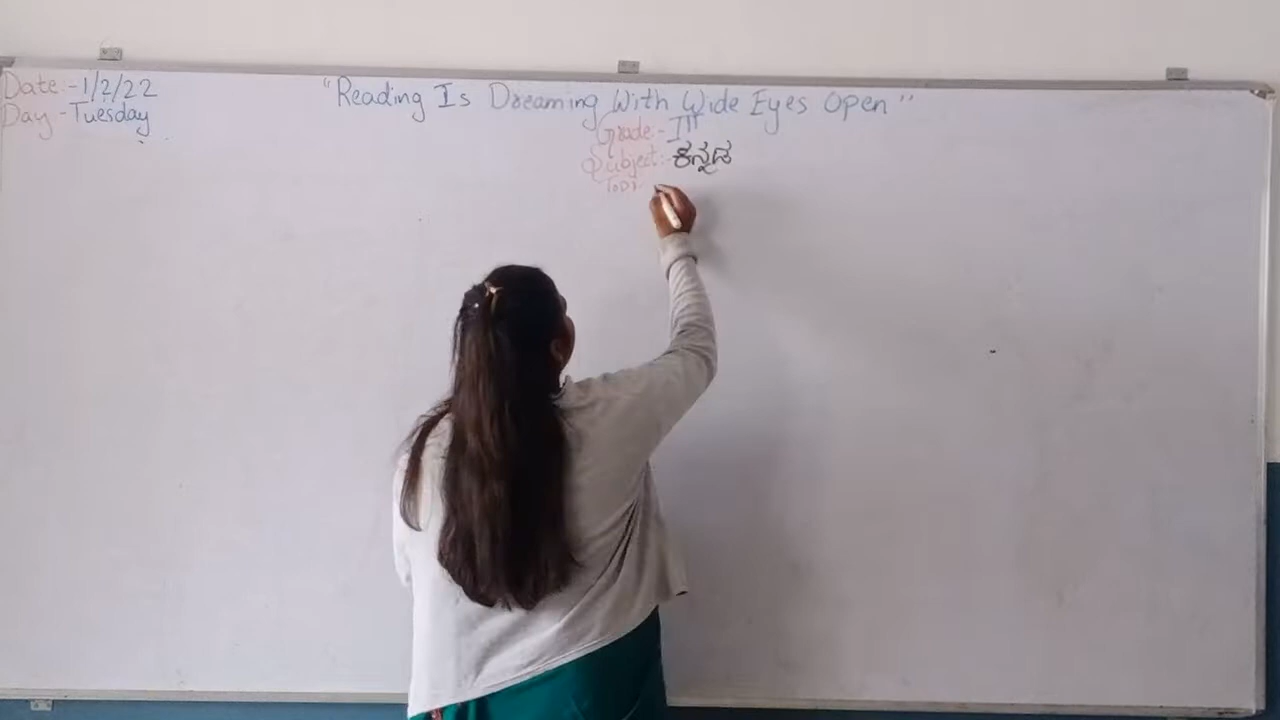 Date:-1/2/22
Day-Tuesday
"Reading Is Dreaming With Wide Eyes Open"
Grade:-III
Subject:-ಕನ್ನಡ